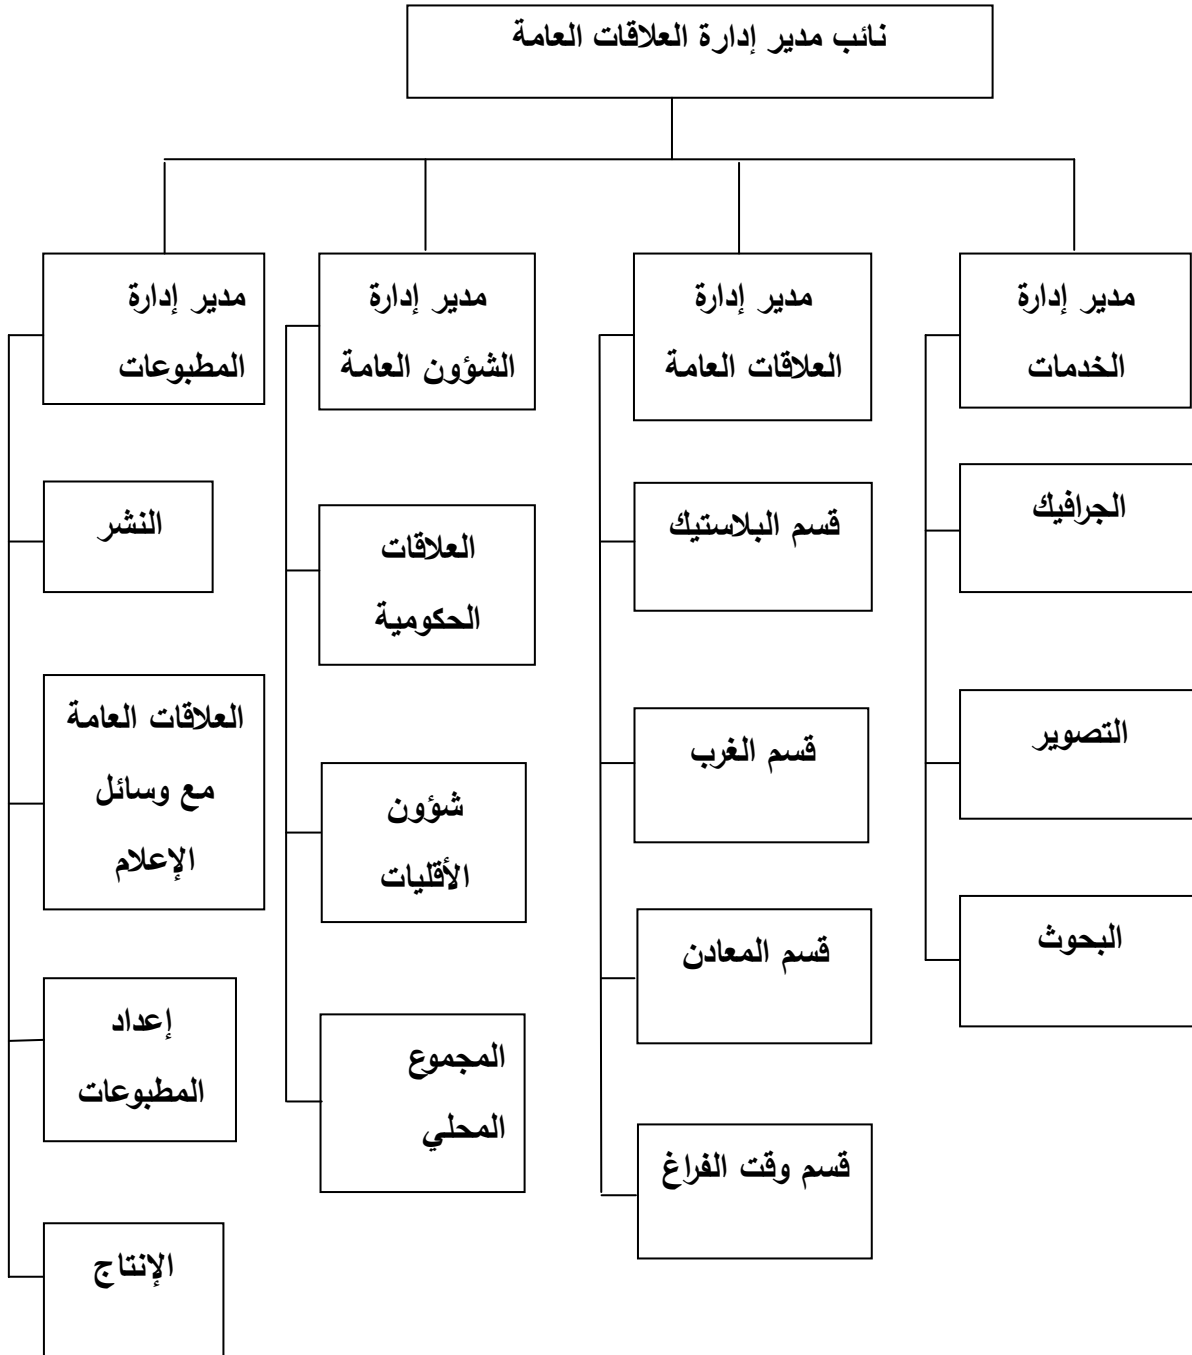 نائب مدير إدارة العلاقات العامة
مدير إدارة
الخدمات
الجرافيك
التصوير
البحوث
مدير إدارة
العلاقات العامة
قسم البلاستيك
قسم الغرب
قسم المعادن
قسم وقت الفراغ
مدير إدارة
الشؤون العامة
العلاقات
الحكومية
شؤون
الأقليات
المجموع
المحلي
مدير إدارة
المطبوعات
النشر
العلاقات العامة
مع وسائل
الإعلام
إعداد
المطبوعات
الإنتاج